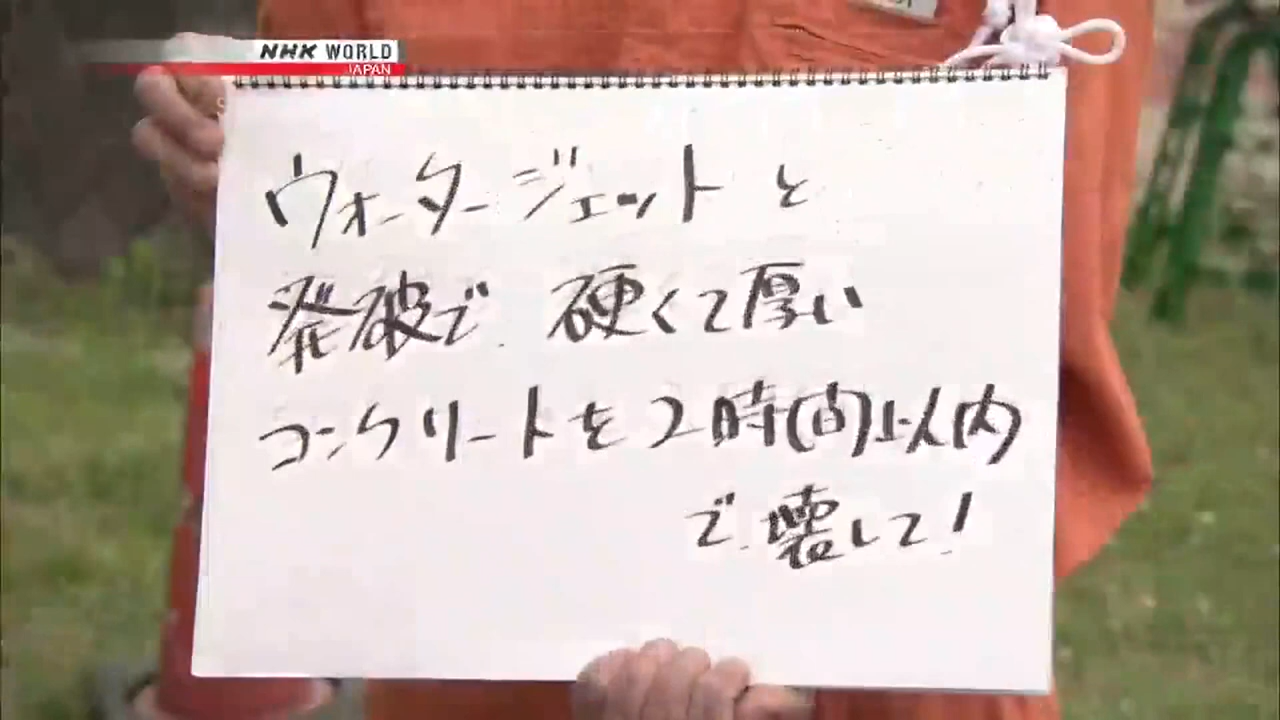 NHK WORLD
JAPAN
ウォータージェットと
発破で 硬くて厚い
コンクリートを2時間以内
で壊して!